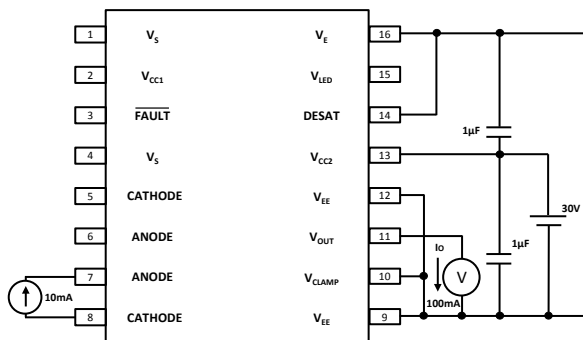 1 V_S V_E 16
2 V_CC1 V_LED 15
3 F̅A̅U̅L̅T̅ DESAT 14
1µF
4 V_S V_CC2 13
5 CATHODE V_EE 12
30V
6 ANODE V_OUT 11
I_O 1µF
7 ANODE V_CLAMP 10 V
10mA 100mA
8 CATHODE V_EE 9